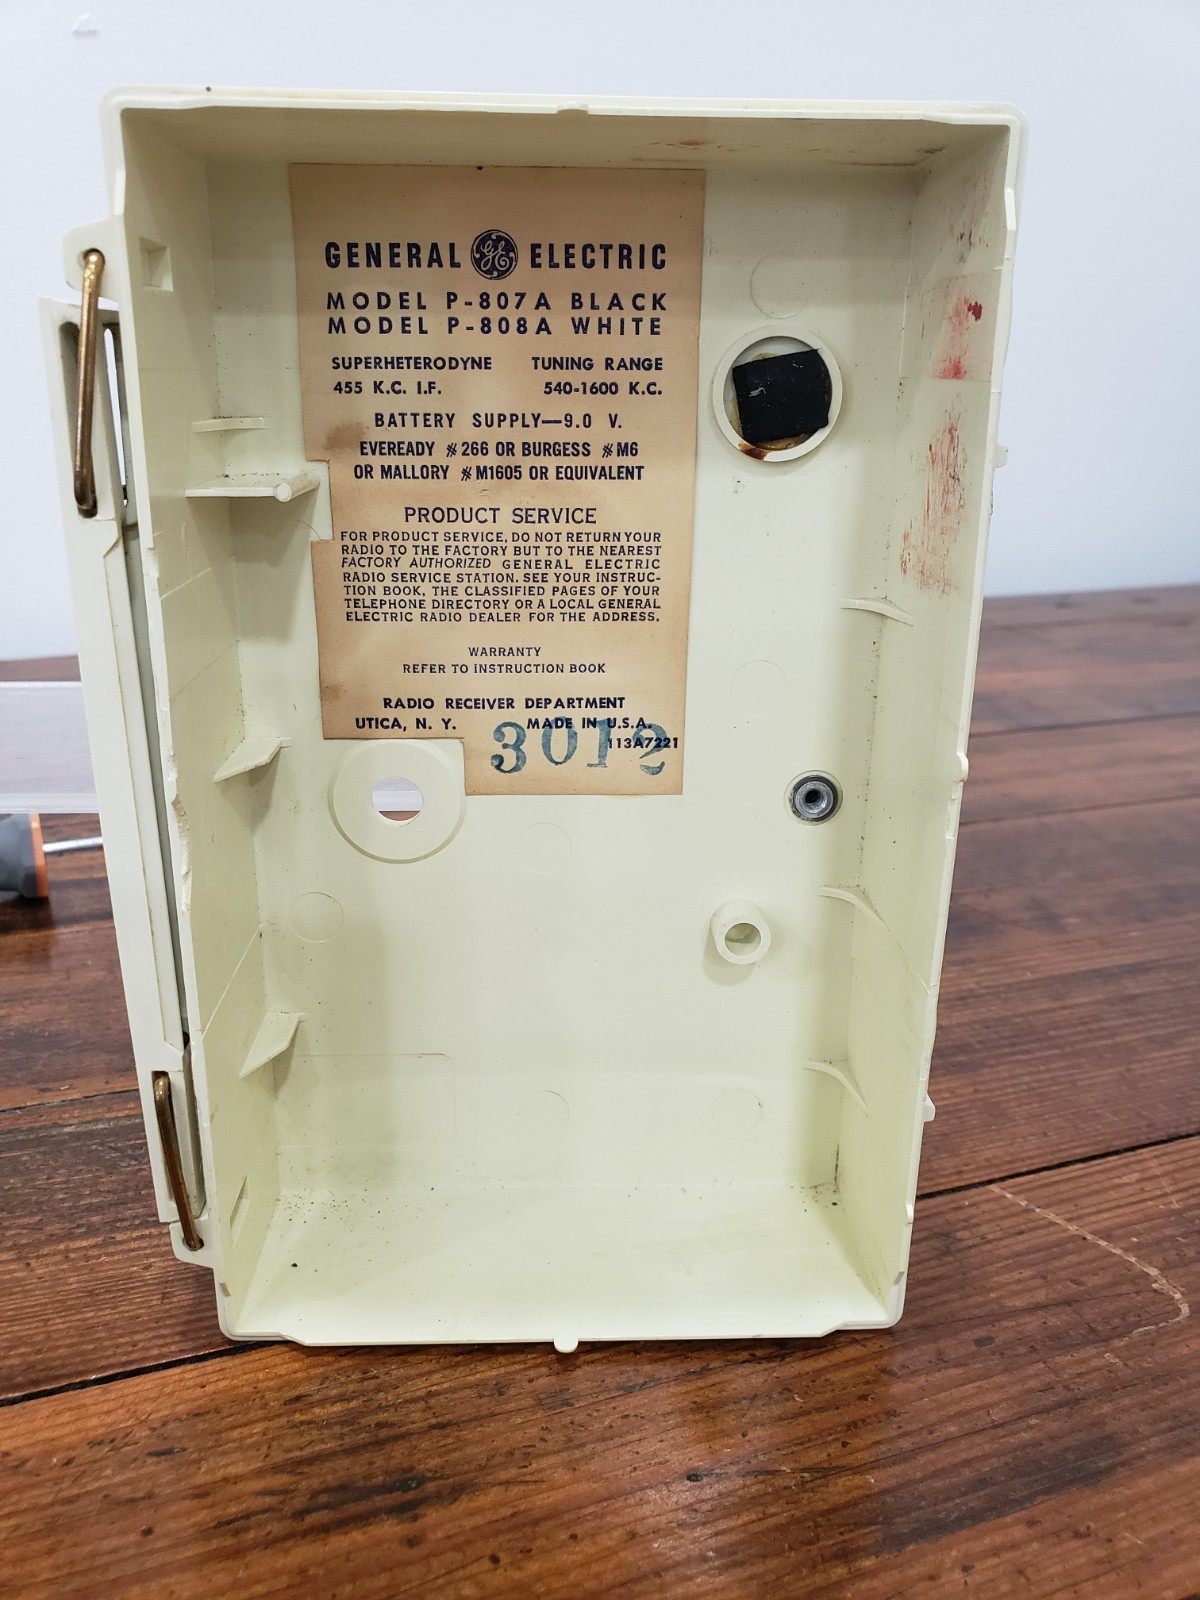 GENERAL GE ELECTRIC
MODEL P-807A BLACK
MODEL P-808A WHITE
SUPERHETERODYNE TUNING RANGE
455 K.C. I.F. 540-1600 K.C.
BATTERY SUPPLY—9.0 V.
EVEREADY #266 OR BURGESS #M6
OR MALLORY #M1605 OR EQUIVALENT
PRODUCT SERVICE
FOR PRODUCT SERVICE, DO NOT RETURN YOUR
RADIO TO THE FACTORY BUT TO THE NEAREST
FACTORY AUTHORIZED GENERAL ELECTRIC
RADIO SERVICE STATION. SEE YOUR INSTRUC-
TION BOOK, THE CLASSIFIED PAGES OF YOUR
TELEPHONE DIRECTORY OR A LOCAL GENERAL
ELECTRIC RADIO DEALER FOR THE ADDRESS.
WARRANTY
REFER TO INSTRUCTION BOOK
RADIO RECEIVER DEPARTMENT
UTICA, N. Y. MADE IN U.S.A.
113A7221
3012